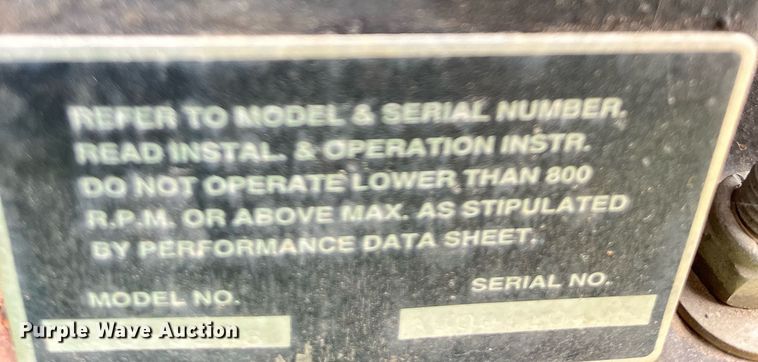 REFER TO MODEL & SERIAL NUMBER.
READ INSTAL. & OPERATION INSTR.
DO NOT OPERATE LOWER THAN 800
R.P.M. OR ABOVE MAX. AS STIPULATED
BY PERFORMANCE DATA SHEET.
MODEL NO.
SERIAL NO.
Purple Wave Auction